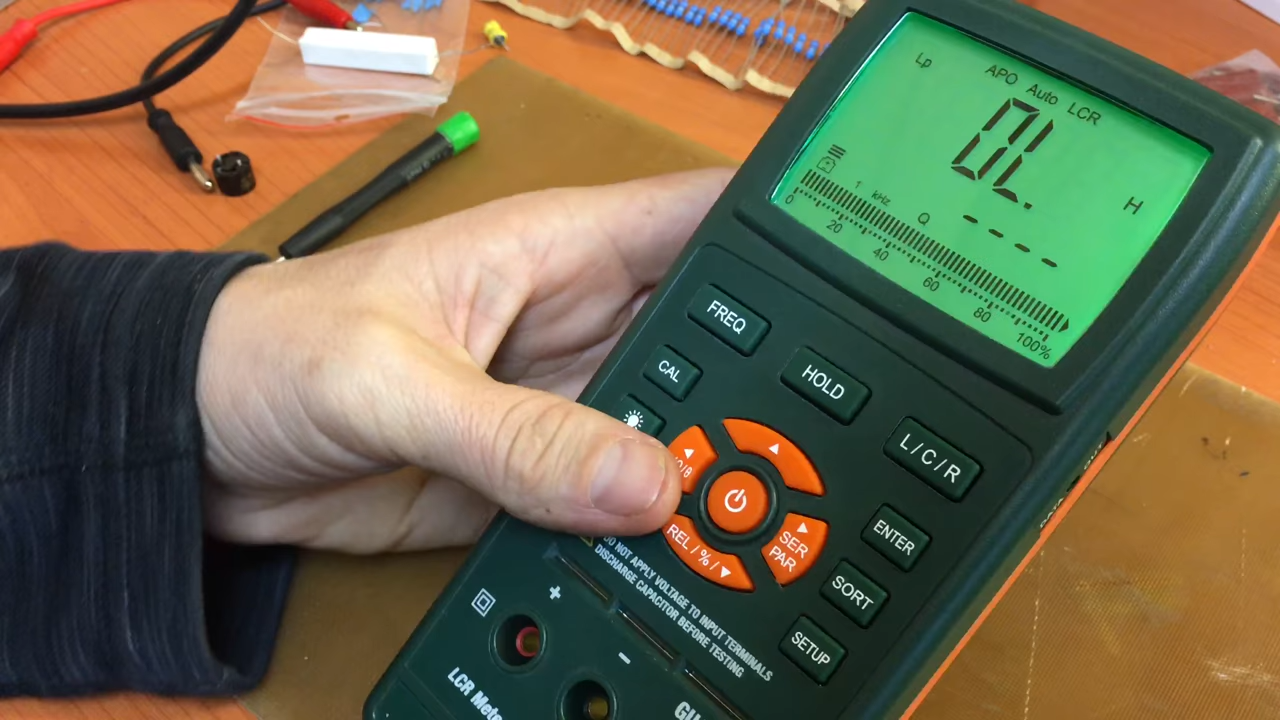 Lp APO Auto LCR
OL.
H
1 kHz Q ----
0 20 40 60 80 100%
FREQ
CAL
HOLD
L/C/R
ENTER
SORT
SETUP
SER
PAR
REL/%/▼
DO NOT APPLY VOLTAGE TO INPUT TERMINALS
DISCHARGE CAPACITOR BEFORE TESTING
+
-
LCR